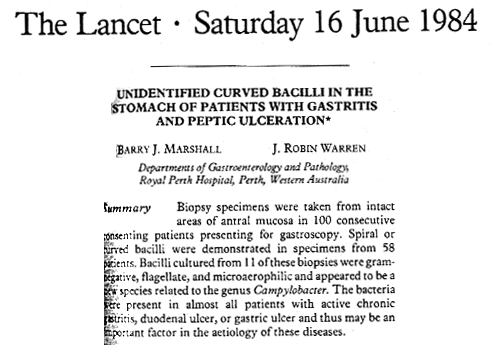 The Lancet · Saturday 16 June 1984
UNIDENTIFIED CURVED BACILLI IN THE
STOMACH OF PATIENTS WITH GASTRITIS
AND PEPTIC ULCERATION*
BARRY J. MARSHALL J. ROBIN WARREN
Departments of Gastroenterology and Pathology,
Royal Perth Hospital, Perth, Western Australia
Summary Biopsy specimens were taken from intact
areas of antral mucosa in 100 consecutive
consenting patients presenting for gastroscopy. Spiral or
curved bacilli were demonstrated in specimens from 58
patients. Bacilli cultured from 11 of these biopsies were gram-
negative, flagellate, and microaerophilic and appeared to be a
new species related to the genus Campylobacter. The bacteria
were present in almost all patients with active chronic
gastritis, duodenal ulcer, or gastric ulcer and thus may be an
important factor in the aetiology of these diseases.